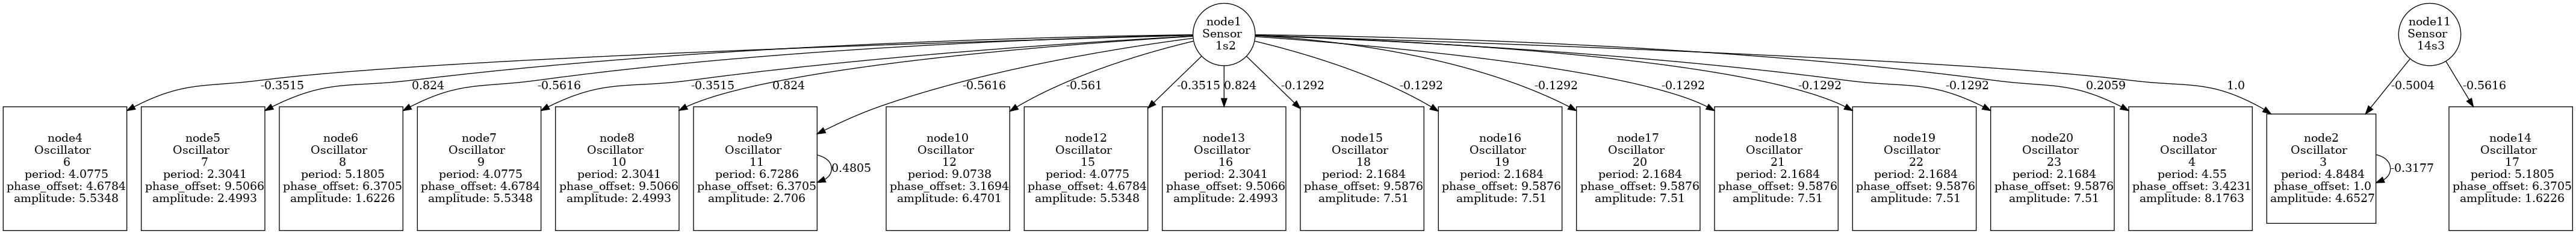 node1
Sensor
1s2
node11
Sensor
14s3
-0.3515
0.824
-0.5616
-0.3515
0.824
-0.5616
-0.561
-0.3515
0.824
-0.1292
-0.1292
-0.1292
-0.1292
-0.1292
-0.1292
0.2059
1.0
-0.5004
-0.5616
node4
Oscillator
6
period: 4.0775
phase_offset: 4.6784
amplitude: 5.5348
node5
Oscillator
7
period: 2.3041
phase_offset: 9.5066
amplitude: 2.4993
node6
Oscillator
8
period: 5.1805
phase_offset: 6.3705
amplitude: 1.6226
node7
Oscillator
9
period: 4.0775
phase_offset: 4.6784
amplitude: 5.5348
node8
Oscillator
10
period: 2.3041
phase_offset: 9.5066
amplitude: 2.4993
node9
Oscillator
11
period: 6.7286
phase_offset: 6.3705
amplitude: 2.706
0.4805
node10
Oscillator
12
period: 9.0738
phase_offset: 3.1694
amplitude: 6.4701
node12
Oscillator
15
period: 4.0775
phase_offset: 4.6784
amplitude: 5.5348
node13
Oscillator
16
period: 2.3041
phase_offset: 9.5066
amplitude: 2.4993
node15
Oscillator
18
period: 2.1684
phase_offset: 9.5876
amplitude: 7.51
node16
Oscillator
19
period: 2.1684
phase_offset: 9.5876
amplitude: 7.51
node17
Oscillator
20
period: 2.1684
phase_offset: 9.5876
amplitude: 7.51
node18
Oscillator
21
period: 2.1684
phase_offset: 9.5876
amplitude: 7.51
node19
Oscillator
22
period: 2.1684
phase_offset: 9.5876
amplitude: 7.51
node20
Oscillator
23
period: 2.1684
phase_offset: 9.5876
amplitude: 7.51
node3
Oscillator
4
period: 4.55
phase_offset: 3.4231
amplitude: 8.1763
node2
Oscillator
3
period: 4.8484
phase_offset: 1.0
amplitude: 4.6527
-0.3177
node14
Oscillator
17
period: 5.1805
phase_offset: 6.3705
amplitude: 1.6226